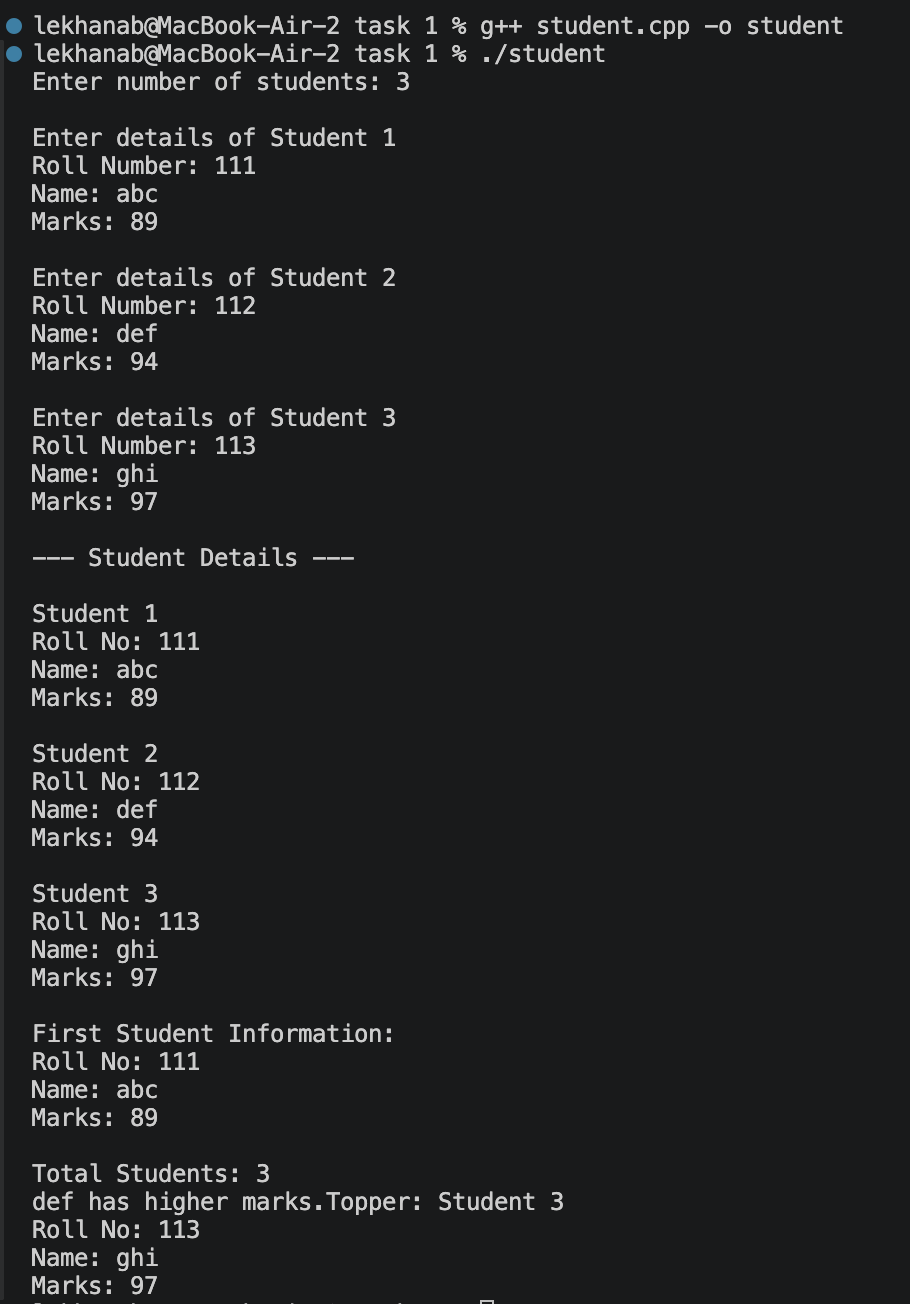 lekhanab@MacBook-Air-2 task 1 % g++ student.cpp -o student
lekhanab@MacBook-Air-2 task 1 % ./student
Enter number of students: 3
Enter details of Student 1
Roll Number: 111
Name: abc
Marks: 89
Enter details of Student 2
Roll Number: 112
Name: def
Marks: 94
Enter details of Student 3
Roll Number: 113
Name: ghi
Marks: 97
--- Student Details ---
Student 1
Roll No: 111
Name: abc
Marks: 89
Student 2
Roll No: 112
Name: def
Marks: 94
Student 3
Roll No: 113
Name: ghi
Marks: 97
First Student Information:
Roll No: 111
Name: abc
Marks: 89
Total Students: 3
def has higher marks.Topper: Student 3
Roll No: 113
Name: ghi
Marks: 97